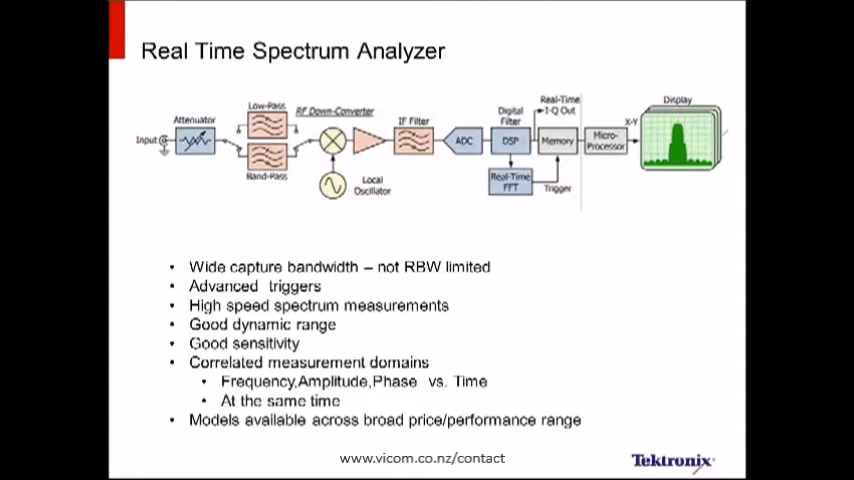 Real Time Spectrum Analyzer
Low-Pass
RF Down-Converter
Attenuator
IF Filter
Digital
Filter
Real-Time
I-Q Out
Display
Input
ADC
DSP
Memory
Micro-
Processor
X-Y
Band-Pass
Local
Oscillator
Real-Time
FFT
Trigger
• Wide capture bandwidth – not RBW limited
• Advanced triggers
• High speed spectrum measurements
• Good dynamic range
• Good sensitivity
• Correlated measurement domains
• Frequency,Amplitude,Phase vs. Time
• At the same time
• Models available across broad price/performance range
www.vicom.co.nz/contact
Tektronix